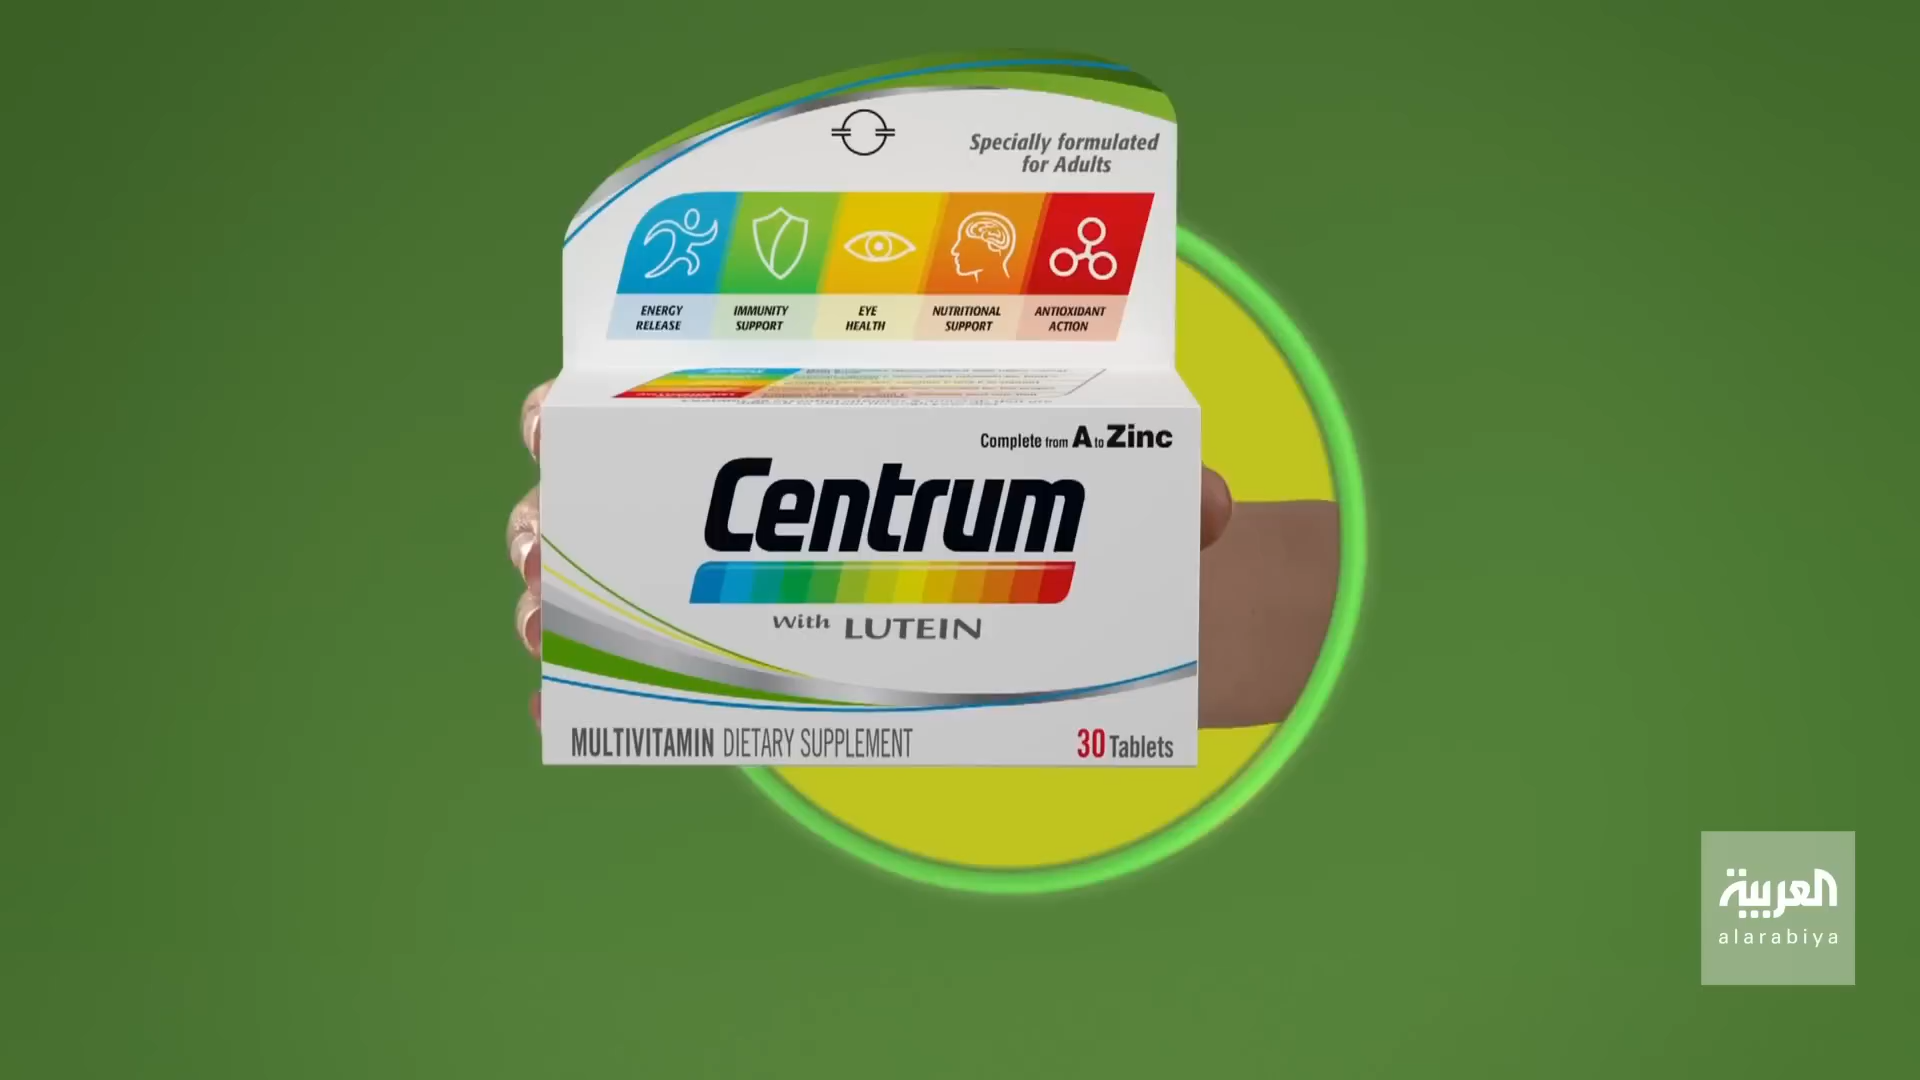 Specially formulated
for Adults
ENERGY
RELEASE
IMMUNITY
SUPPORT
EYE
HEALTH
NUTRITIONAL
SUPPORT
ANTIOXIDANT
ACTION
Complete from A to Zinc
Centrum
With LUTEIN
MULTIVITAMIN DIETARY SUPPLEMENT
30 Tablets
العربية
alarabiya